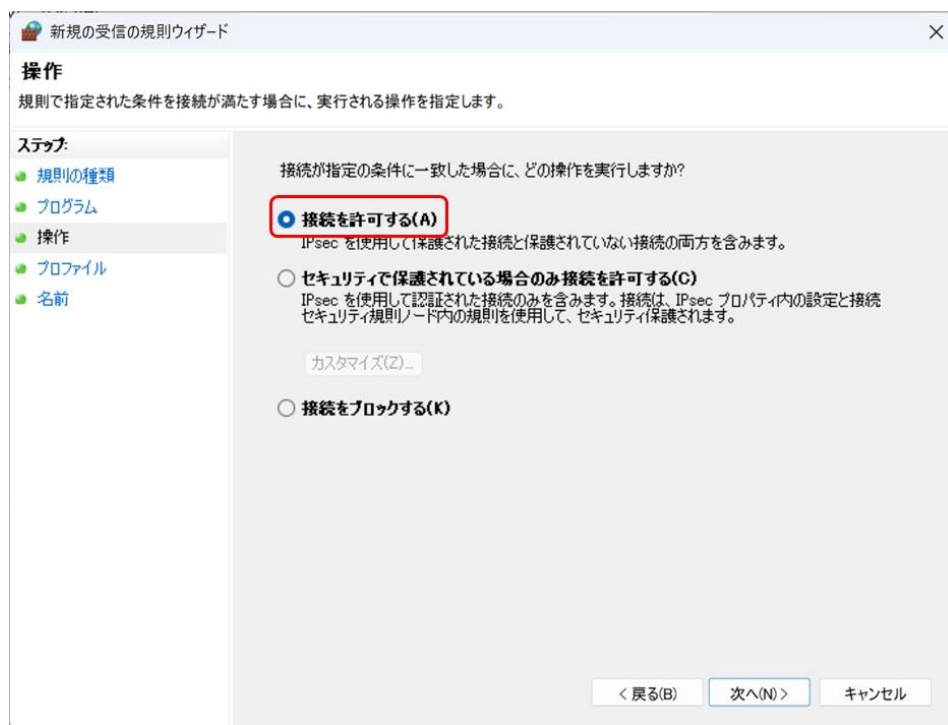 新規の受信の規則ウィザード
操作
規則で指定された条件を接続が満たす場合に、実行される操作を指定します。
ステップ:
規則の種類
プログラム
操作
プロファイル
名前
接続が指定の条件に一致した場合に、どの操作を実行しますか?
接続を許可する(A)
IPsec を使用して保護された接続と保護されていない接続の両方を含みます。
セキュリティで保護されている場合のみ接続を許可する(C)
IPsec を使用して認証された接続のみを含みます。接続は、IPsec プロパティ内の設定と接続
セキュリティ規則ノード内の規則を使用して、セキュリティ保護されます。
カスタマイズ(Z)...
接続をブロックする(K)
< 戻る(B)
次へ(N) >
キャンセル